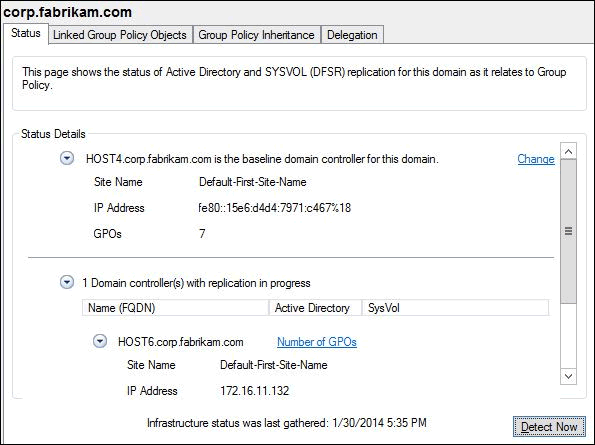 corp.fabrikam.com
Status Linked Group Policy Objects Group Policy Inheritance Delegation
This page shows the status of Active Directory and SYSVOL (DFSR) replication for this domain as it relates to Group
Policy.
Status Details
HOST4.corp.fabrikam.com is the baseline domain controller for this domain. Change
Site Name Default-First-Site-Name
IP Address fe80::15e6:d4d4:7971:c467%18
GPOs 7
1 Domain controller(s) with replication in progress
Name (FQDN) Active Directory SysVol
HOST6.corp.fabrikam.com Number of GPOs
Site Name Default-First-Site-Name
IP Address 172.16.11.132
Infrastructure status was last gathered: 1/30/2014 5:35 PM Detect Now